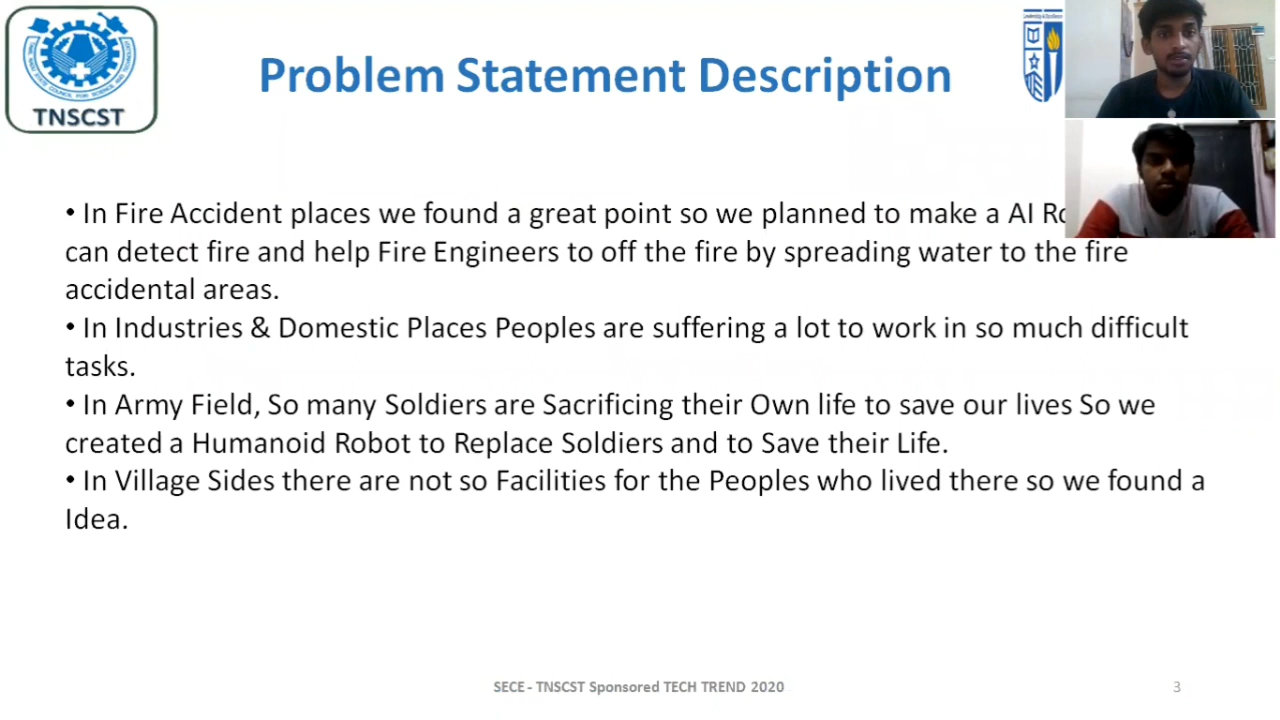 Problem Statement Description
TNSCST
• In Fire Accident places we found a great point so we planned to make a AI
can detect fire and help Fire Engineers to off the fire by spreading water to the fire
accidental areas.
• In Industries & Domestic Places Peoples are suffering a lot to work in so much difficult
tasks.
• In Army Field, So many Soldiers are Sacrificing their Own life to save our lives So we
created a Humanoid Robot to Replace Soldiers and to Save their Life.
• In Village Sides there are not so Facilities for the Peoples who lived there so we found a
Idea.
SECE - TNSCST Sponsored TECH TREND 2020
3